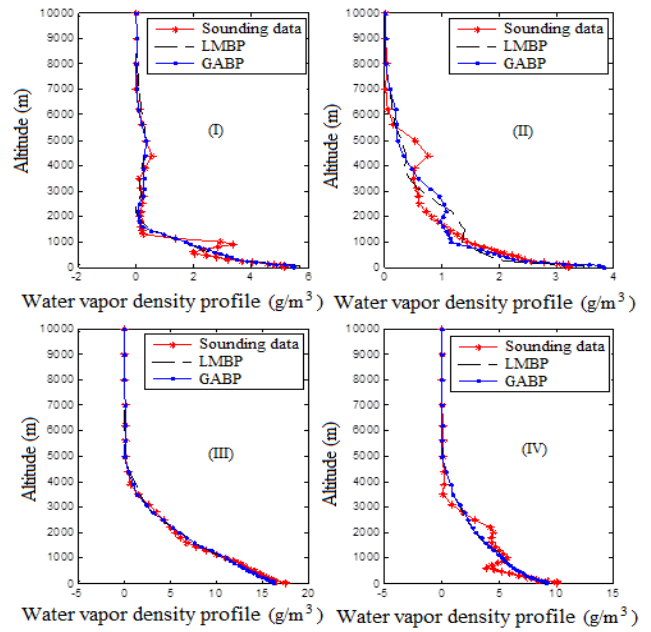 Sounding data
LMBP
GABP
(I)
Altitude (m)
10000
9000
8000
7000
6000
5000
4000
3000
2000
1000
0
-2 0 2 4 6
Water vapor density profile (g/m³)
Sounding data
LMBP
GABP
(II)
Altitude (m)
10000
9000
8000
7000
6000
5000
4000
3000
2000
1000
0
0 1 2 3 4
Water vapor density profile (g/m³)
Sounding data
LMBP
GABP
(III)
Altitude (m)
10000
9000
8000
7000
6000
5000
4000
3000
2000
1000
0
-5 0 5 10 15 20
Water vapor density profile (g/m³)
Sounding data
LMBP
GABP
(IV)
Altitude (m)
10000
9000
8000
7000
6000
5000
4000
3000
2000
1000
0
-5 0 5 10 15
Water vapor density profile (g/m³)